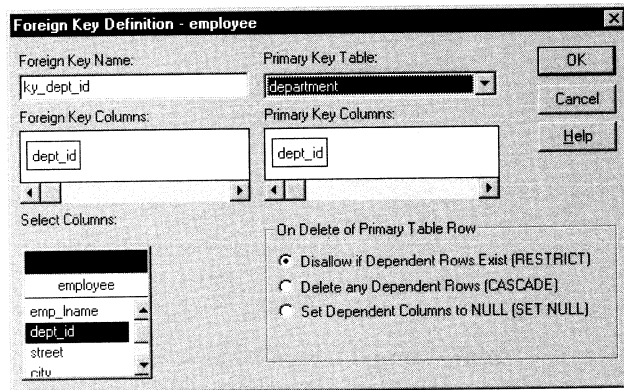 Foreign Key Definition - employee
Foreign Key Name:
ky_dept_id
Primary Key Table:
department
OK
Cancel
Help
Foreign Key Columns:
dept_id
Primary Key Columns:
dept_id
Select Columns:
employee
emp_lname
dept_id
street
city
On Delete of Primary Table Row
Disallow if Dependent Rows Exist (RESTRICT)
Delete any Dependent Rows (CASCADE)
Set Dependent Columns to NULL (SET NULL)